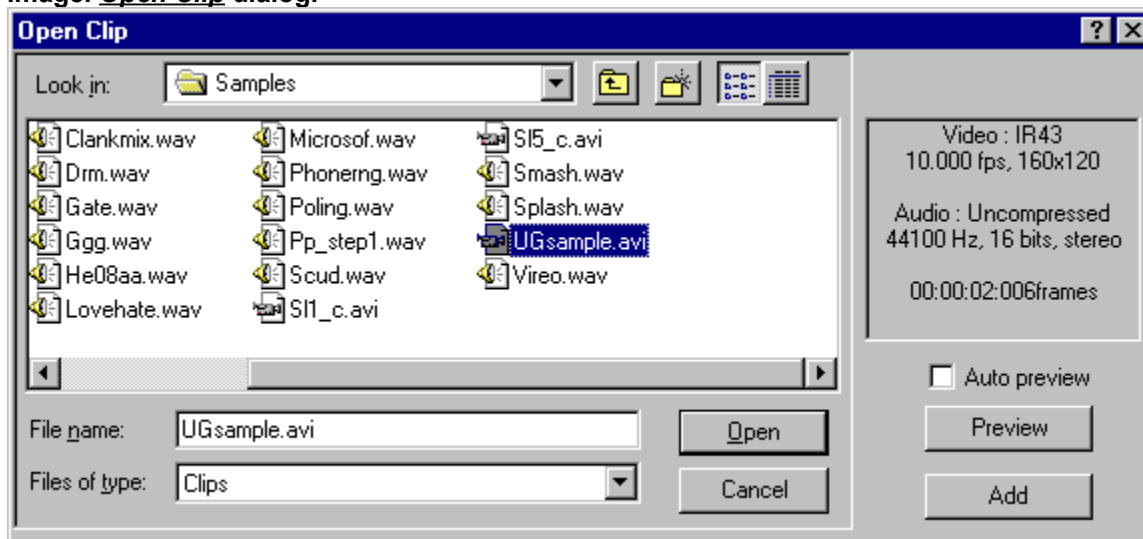 Image: Open Clip dialog.
Open Clip
Look in:
Samples
Clankmix.wav
Drm.wav
Gate.wav
Ggg.wav
He08aa.wav
Lovehate.wav
Microsof.wav
Phonerng.wav
Poling.wav
Pp_step1.wav
Scud.wav
Sl1_c.avi
Sl5_c.avi
Smash.wav
Splash.wav
UGsample.avi
Vireo.wav
File name:
UGsample.avi
Open
Files of type:
Clips
Cancel
Video : IR43
10.000 fps, 160x120
Audio : Uncompressed
44100 Hz, 16 bits, stereo
00:00:02:006frames
Auto preview
Preview
Add